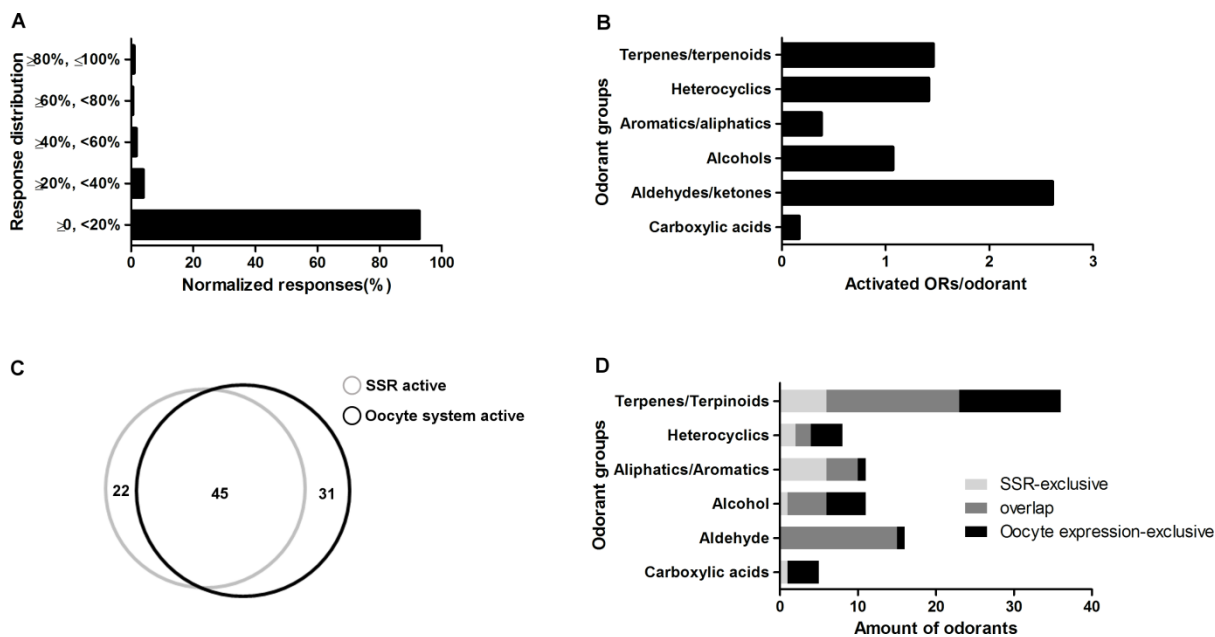 A
Response distribution
≥80%, ≤100%
≥60%, <80%
≥40%, <60%
≥20%, <40%
≥0, <20%
0 20 40 60 80 100
Normalized responses(%)
B
Odorant groups
Terpenes/terpenoids
Heterocyclics
Aromatics/aliphatics
Alcohols
Aldehydes/ketones
Carboxylic acids
0 1 2 3
Activated ORs/odorant
C
SSR active
Oocyte system active
22 45 31
D
Odorant groups
Terpenes/Terpinoids
Heterocyclics
Aliphatics/Aromatics
Alcohol
Aldehyde
Carboxylic acids
SSR-exclusive
overlap
Oocyte expression-exclusive
0 10 20 30 40
Amount of odorants